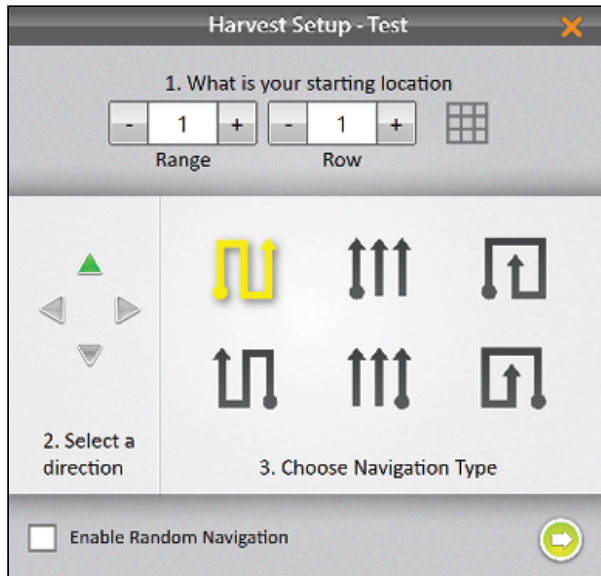 Harvest Setup - Test
1. What is your starting location
- 1 + - 1 +
Range Row
2. Select a
direction
3. Choose Navigation Type
Enable Random Navigation